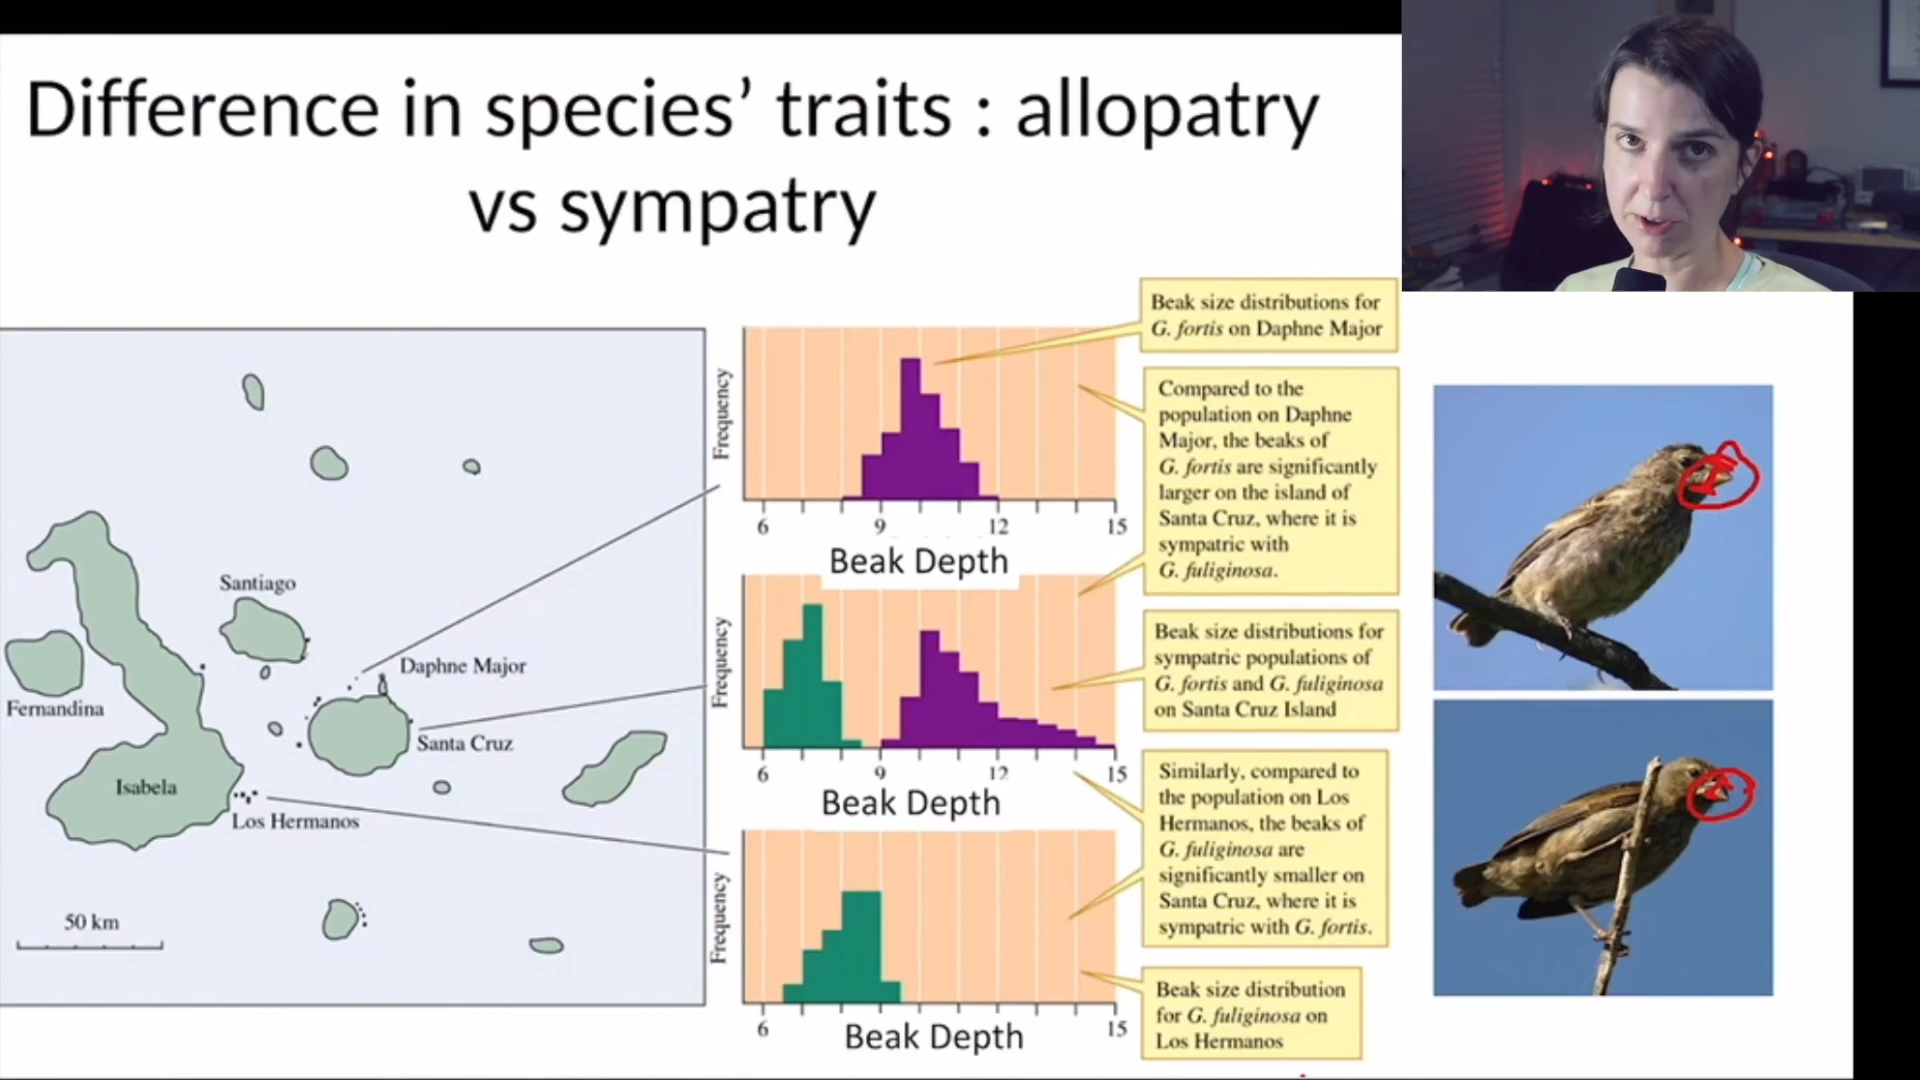 Difference in species’ traits : allopatry
vs sympatry
Santiago
Daphne Major
Fernandina
Santa Cruz
Isabela
Los Hermanos
50 km
Frequency
6 9 12 15
Beak Depth
Frequency
6 9 12 15
Beak Depth
Frequency
6 15
Beak Depth
Beak size distributions for
G. fortis on Daphne Major
Compared to the
population on Daphne
Major, the beaks of
G. fortis are significantly
larger on the island of
Santa Cruz, where it is
sympatric with
G. fuliginosa.
Beak size distributions for
sympatric populations of
G. fortis and G. fuliginosa
on Santa Cruz Island
Similarly, compared to
the population on Los
Hermanos, the beaks of
G. fuliginosa are
significantly smaller on
Santa Cruz, where it is
sympatric with G. fortis.
Beak size distribution
for G. fuliginosa on
Los Hermanos